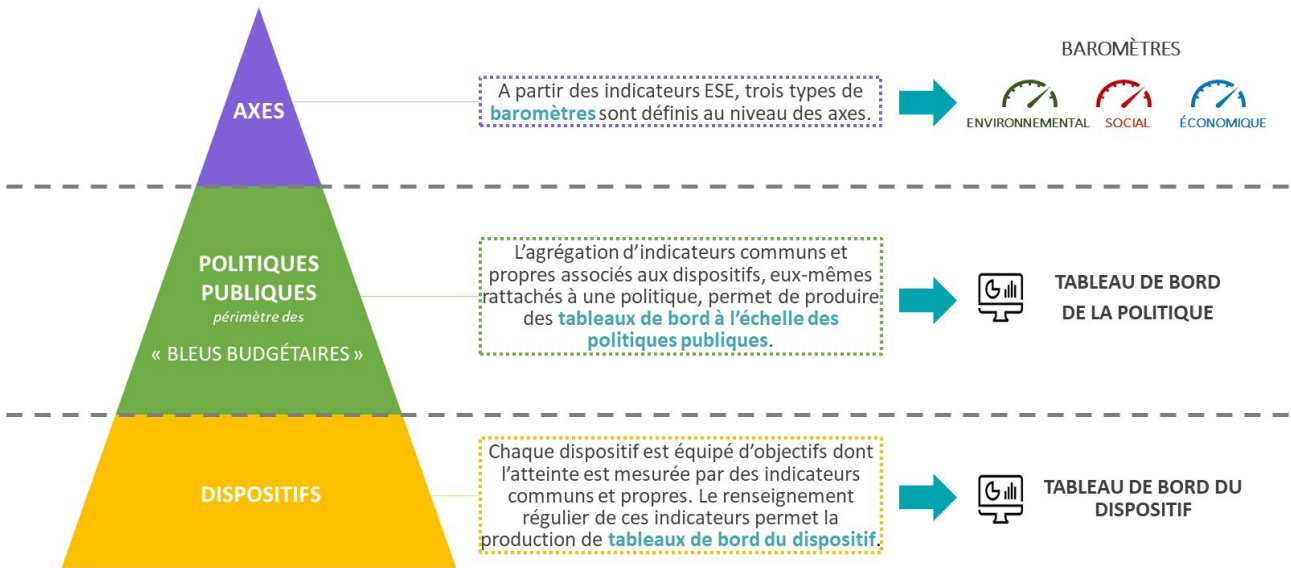 AXES
A partir des indicateurs ESE, trois types de
baromètres sont définis au niveau des axes.
BAROMÈTRES
ENVIRONNEMENTAL
SOCIAL
ÉCONOMIQUE
POLITIQUES
PUBLIQUES
périmètre des
« BLEUS BUDGÉTAIRES »
L’agrégation d’indicateurs communs et
propres associés aux dispositifs, eux-mêmes
rattachés à une politique, permet de produire
des tableaux de bord à l’échelle des
politiques publiques.
TABLEAU DE BORD
DE LA POLITIQUE
DISPOSITIFS
Chaque dispositif est équipé d’objectifs dont
l’atteinte est mesurée par des indicateurs
communs et propres. Le renseignement
régulier de ces indicateurs permet la
production de tableaux de bord du dispositif.
TABLEAU DE BORD DU
DISPOSITIF